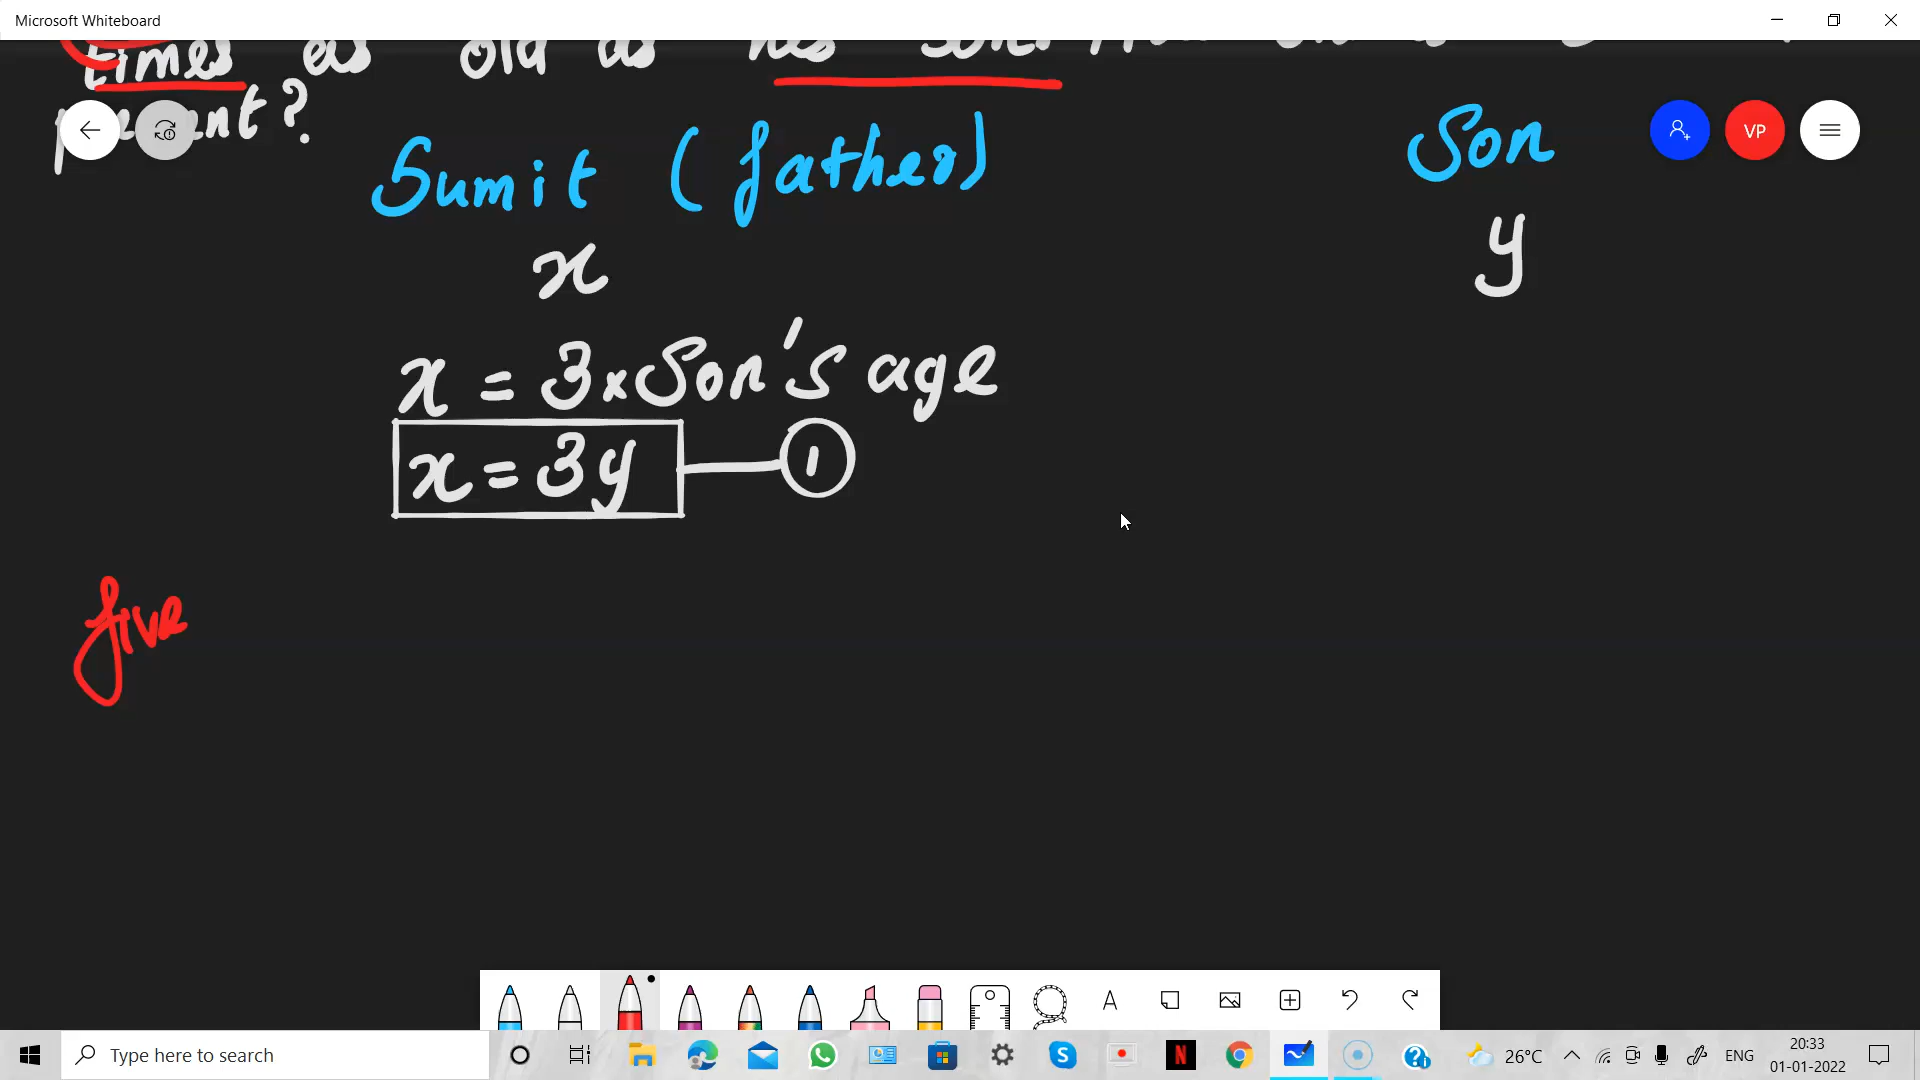 Microsoft Whiteboard
times as old as his son.
present?
VP
Sumit (father)
Son
x
y
x = 3 x Son's age
x = 3y
1
five
A
Type here to search
N
26°C
ENG
20:33
01-01-2022